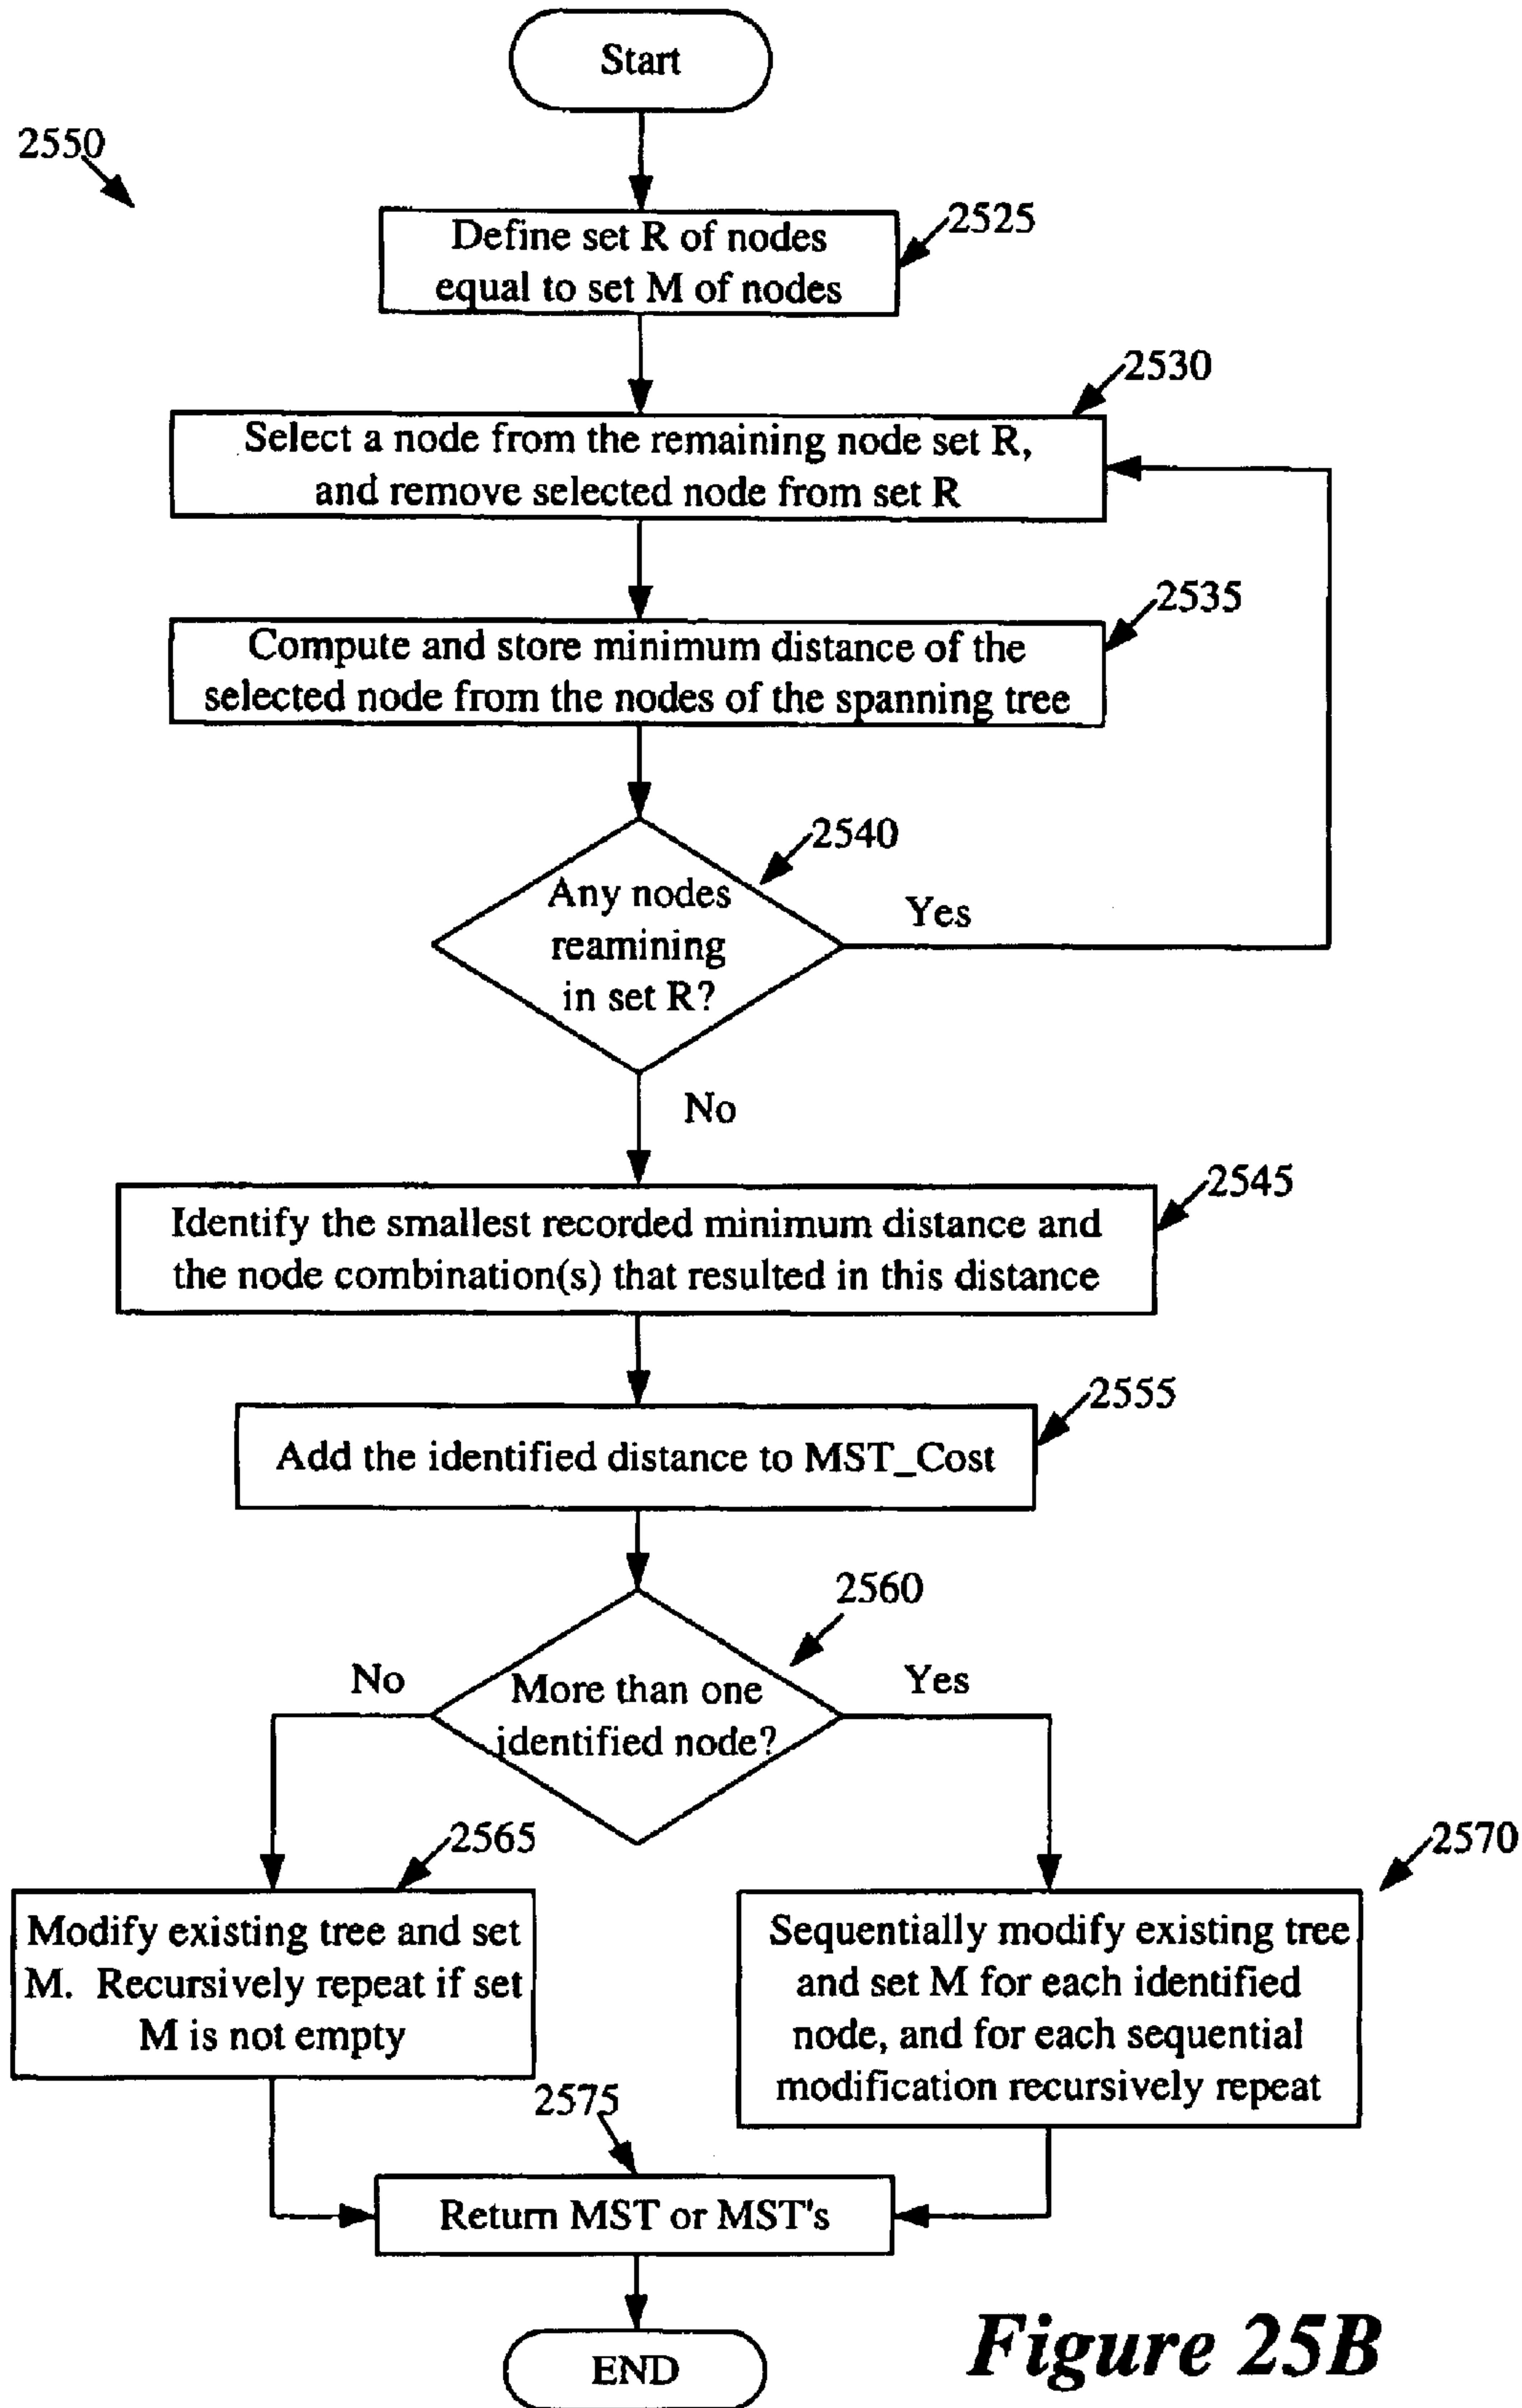 Start
2550
2525
Define set R of nodes
equal to set M of nodes
2530
Select a node from the remaining node set R,
and remove selected node from set R
2535
Compute and store minimum distance of the
selected node from the nodes of the spanning tree
2540
Any nodes
reamining
in set R?
Yes
No
2545
Identify the smallest recorded minimum distance and
the node combination(s) that resulted in this distance
2555
Add the identified distance to MST_Cost
2560
More than one
identified node?
No
Yes
2565
Modify existing tree and set
M. Recursively repeat if set
M is not empty
2570
Sequentially modify existing tree
and set M for each identified
node, and for each sequential
modification recursively repeat
2575
Return MST or MST's
END
Figure 25B